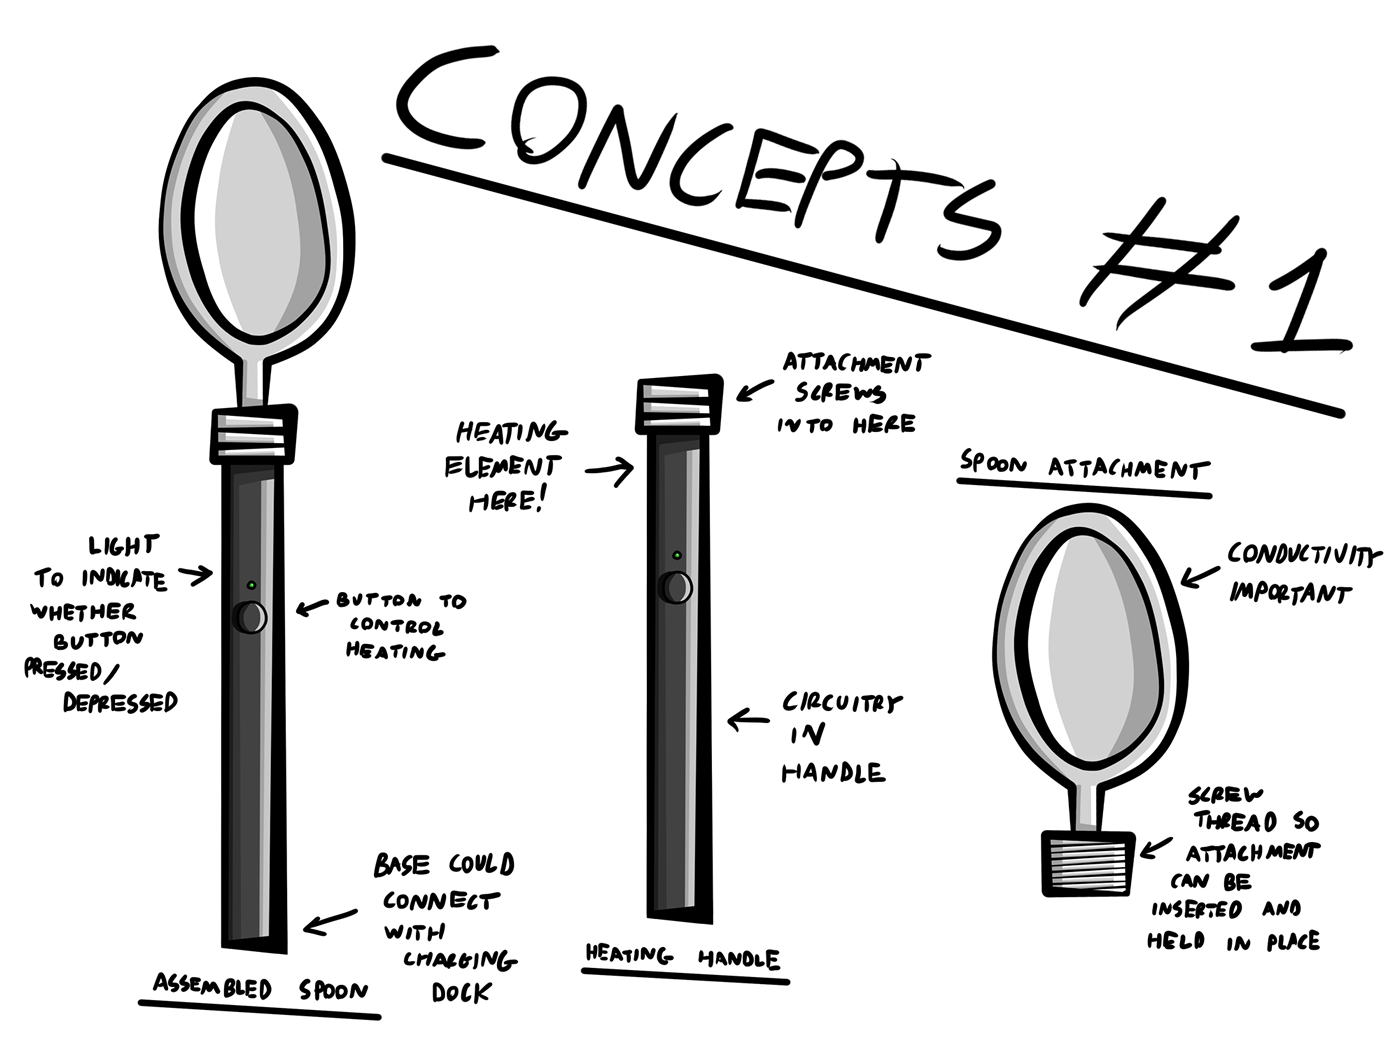 CONCEPTS #1
ATTACHMENT
SCREWS
INTO HERE
HEATING
ELEMENT
HERE!
SPOON ATTACHMENT
LIGHT
TO INDICATE
WHETHER
BUTTON
PRESSED/
DEPRESSED
BUTTON TO
CONTROL
HEATING
CONDUCTIVITY
IMPORTANT
CIRCUITRY
IN
HANDLE
SCREW
THREAD SO
ATTACHMENT
CAN BE
INSERTED AND
HELD IN PLACE
BASE COULD
CONNECT
WITH
CHARGING
DOCK
ASSEMBLED SPOON
HEATING HANDLE